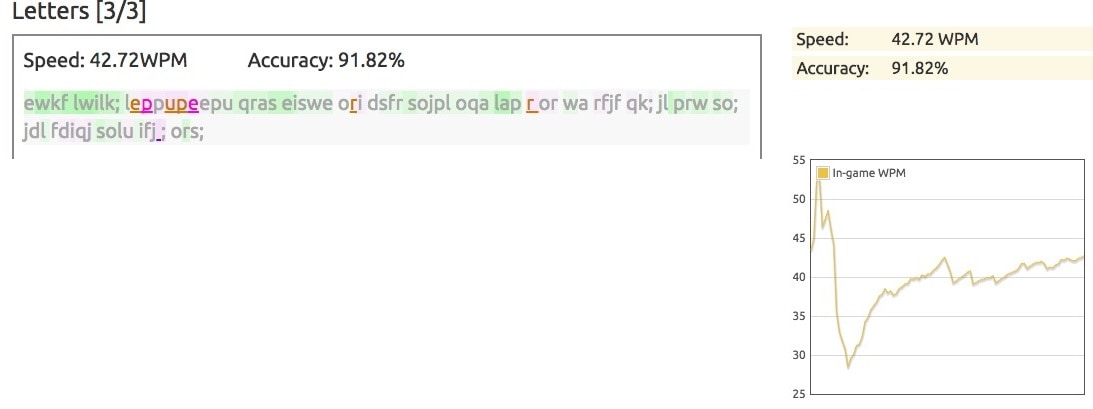 Letters [3/3]
Speed: 42.72WPM Accuracy: 91.82%
ewkf lwilk; leppupeepu qras eiswe ori dsfr sojpl oqa lap r or wa rfjf qk; jl prw so;
jdl fdiqj solu ifj ; ors;
Speed: 42.72 WPM
Accuracy: 91.82%
In-game WPM
55
50
45
40
35
30
25